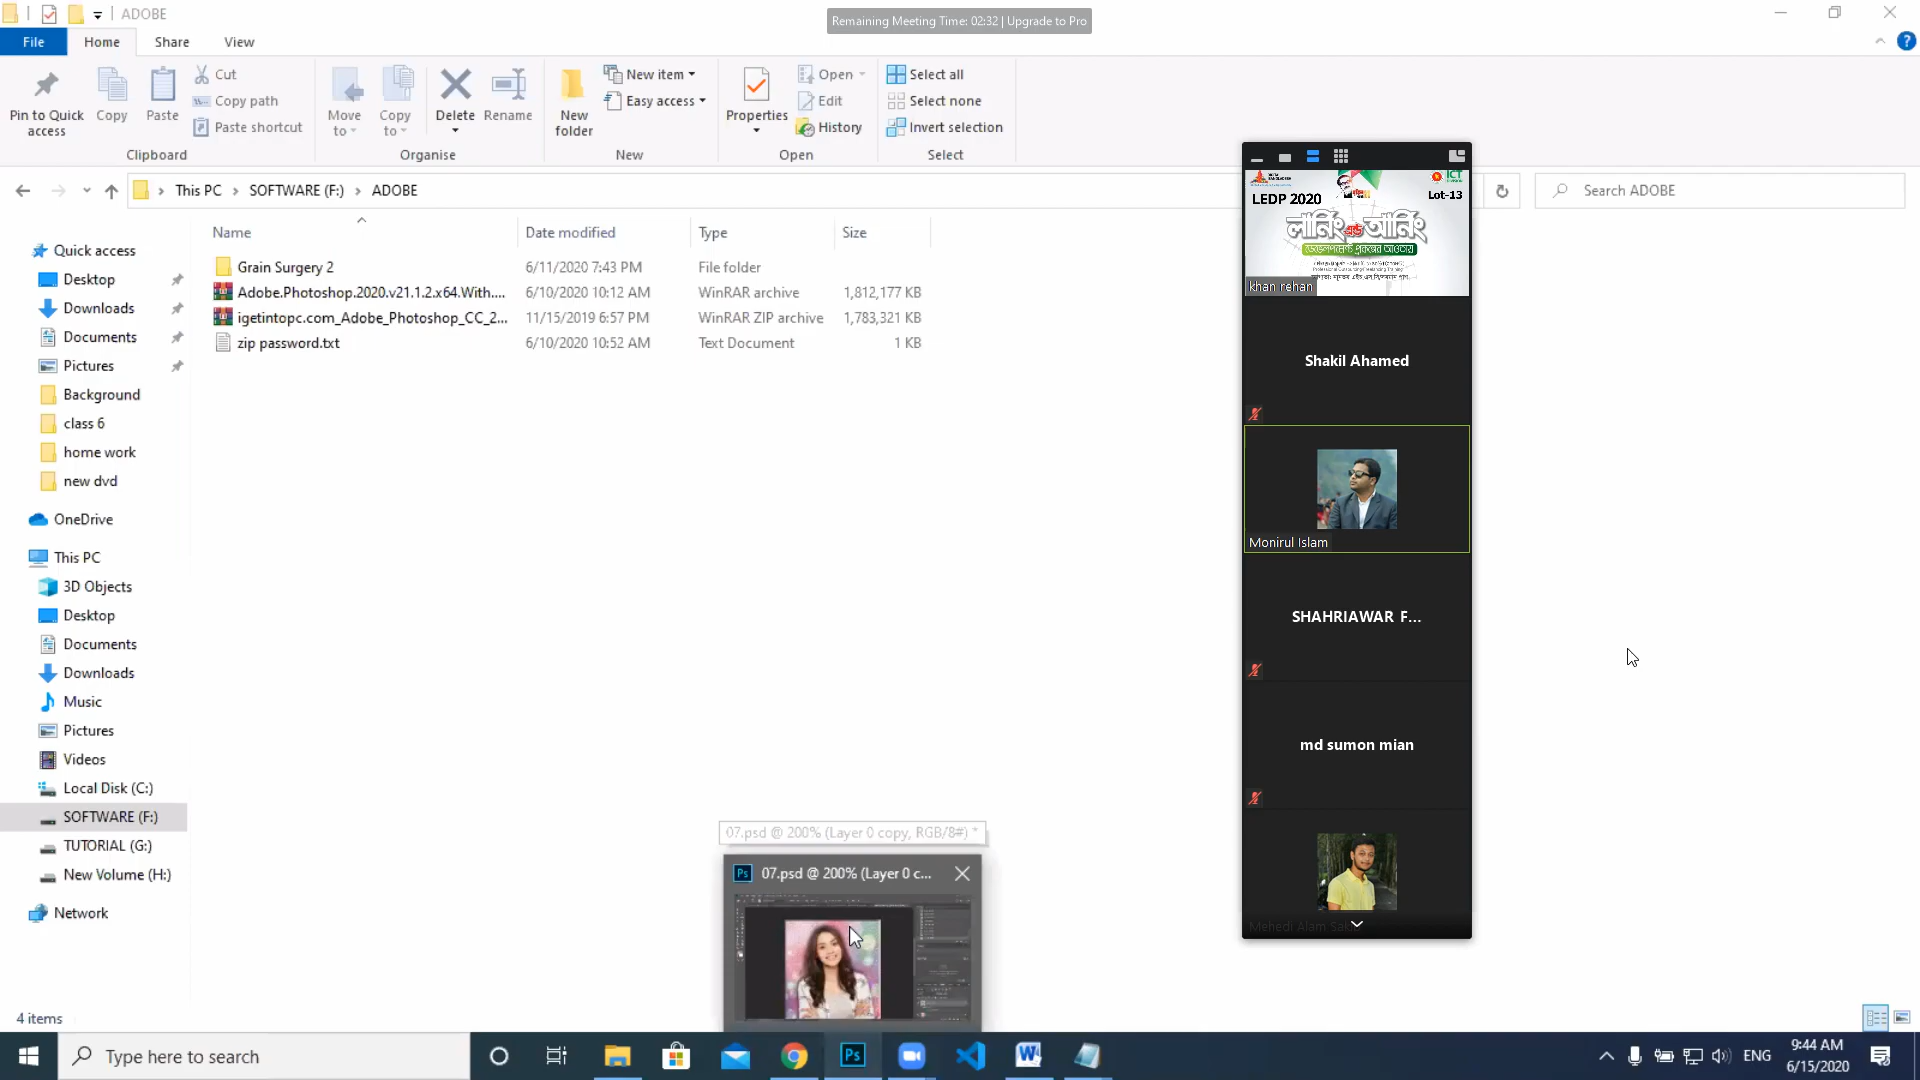 ADOBE
Remaining Meeting Time: 02:32 | Upgrade to Pro
File
Home
Share
View
Pin to Quick access
Copy
Paste
Cut
Copy path
Paste shortcut
Clipboard
Move to
Copy to
Delete
Rename
Organise
New folder
New item
Easy access
New
Properties
Open
Edit
History
Open
Select all
Select none
Invert selection
Select
This PC > SOFTWARE (F:) > ADOBE
Search ADOBE
Name
Date modified
Type
Size
Grain Surgery 2 6/11/2020 7:43 PM File folder
Adobe.Photoshop.2020.v21.1.2.x64.With.... 6/10/2020 10:12 AM WinRAR archive 1,812,177 KB
igetintopc.com_Adobe_Photoshop_CC_2... 11/15/2019 6:57 PM WinRAR ZIP archive 1,783,321 KB
zip password.txt 6/10/2020 10:52 AM Text Document 1 KB
Quick access
Desktop
Downloads
Documents
Pictures
Background
class 6
home work
new dvd
OneDrive
This PC
3D Objects
Desktop
Documents
Downloads
Music
Pictures
Videos
Local Disk (C:)
SOFTWARE (F:)
TUTORIAL (G:)
New Volume (H:)
Network
4 items
ICT
LEDP 2020
Lot-13
লার্নিং এন্ড আর্নিং
ডেভেলপমেন্ট প্রকল্পের আওতায়
khan rehan
Shakil Ahamed
Monirul Islam
SHAHRIAWAR F...
md sumon mian
Mehedi Alam
07.psd @ 200% (Layer 0 copy, RGB/8#) *
Ps 07.psd @ 200% (Layer 0 c...
Type here to search
Ps
ENG
9:44 AM
6/15/2020